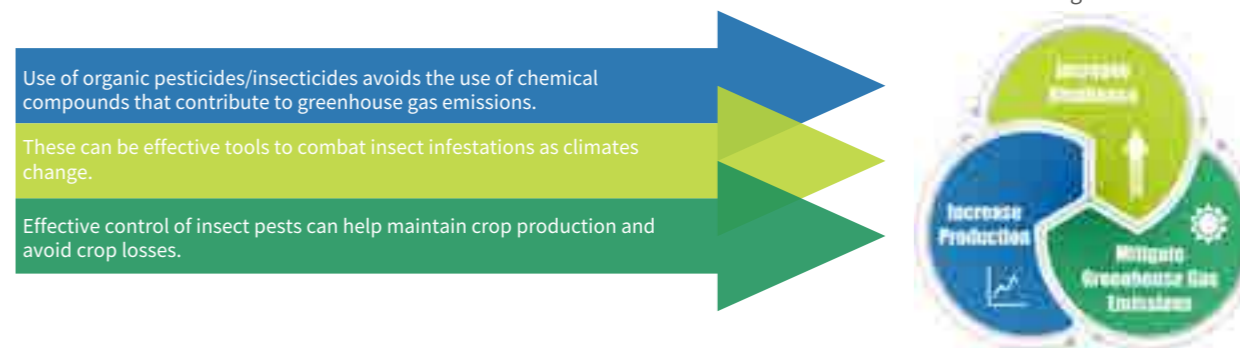 Use of organic pesticides/insecticides avoids the use of chemical
compounds that contribute to greenhouse gas emissions.
These can be effective tools to combat insect infestations as climates
change.
Effective control of insect pests can help maintain crop production and
avoid crop losses.
Increase
Increase
Production
Mitigate
Greenhouse Gas
Emissions